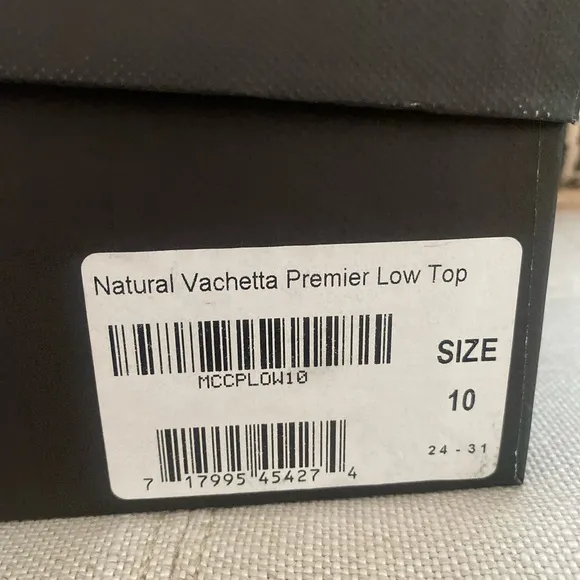 Natural Vachetta Premier Low Top
MCCPLOW10
SIZE
10
24 - 31
7 17995 45427 4